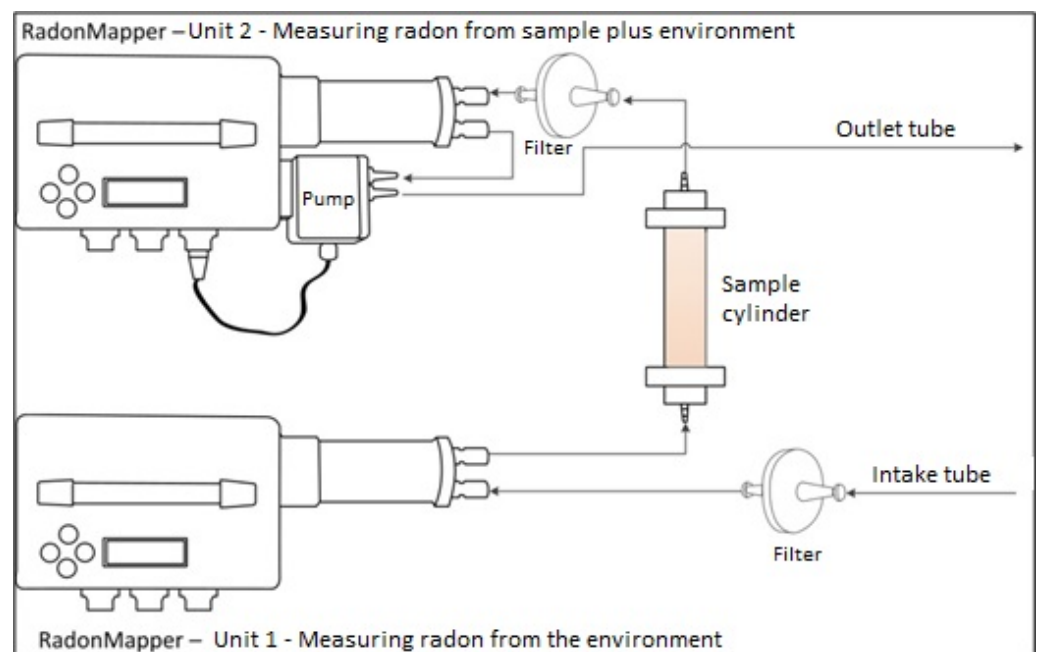 RadonMapper – Unit 2 - Measuring radon from sample plus environment
Outlet tube
Filter
Pump
Sample
cylinder
Intake tube
Filter
RadonMapper – Unit 1 - Measuring radon from the environment